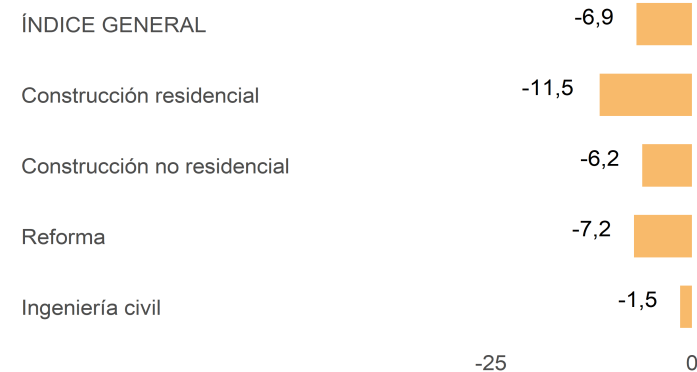 ÍNDICE GENERAL -6,9
Construcción residencial -11,5
Construcción no residencial -6,2
Reforma -7,2
Ingeniería civil -1,5
-25 0